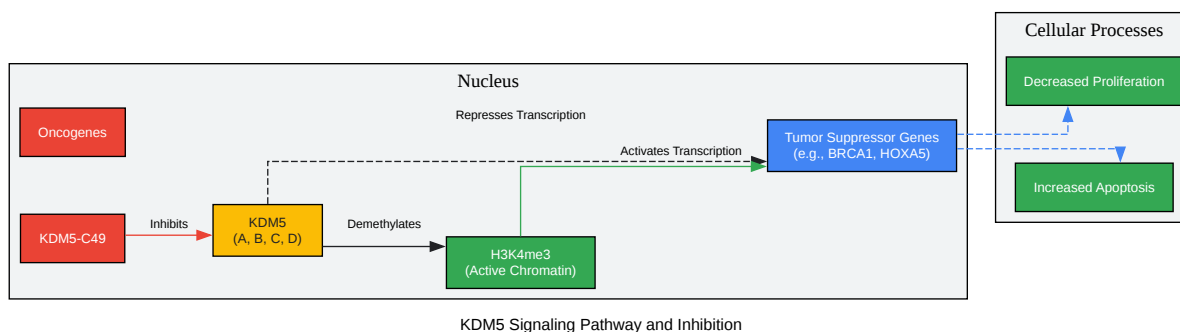 Cellular Processes
Nucleus
Decreased Proliferation
Oncogenes
Represses Transcription
Tumor Suppressor Genes
(e.g., BRCA1, HOXA5)
Activates Transcription
Increased Apoptosis
KDM5-C49
Inhibits
KDM5
(A, B, C, D)
Demethylates
H3K4me3
(Active Chromatin)
KDM5 Signaling Pathway and Inhibition